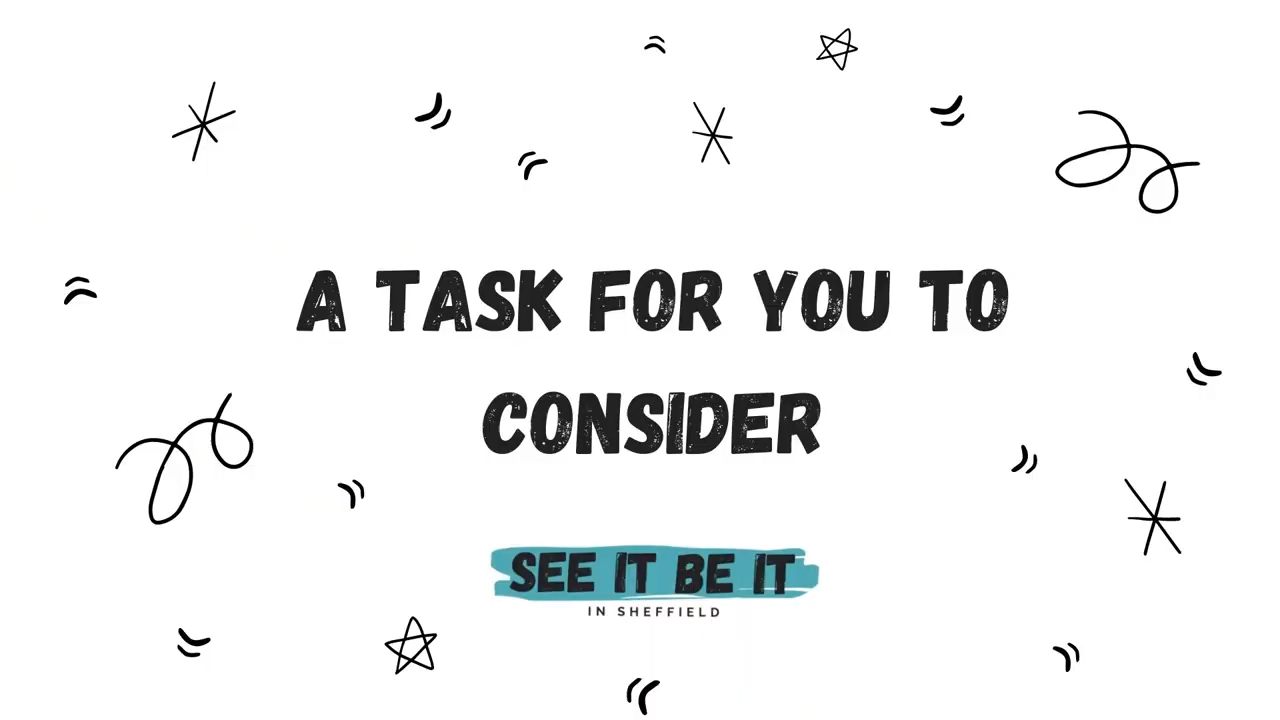 A TASK FOR YOU TO
CONSIDER
SEE IT BE IT
IN SHEFFIELD